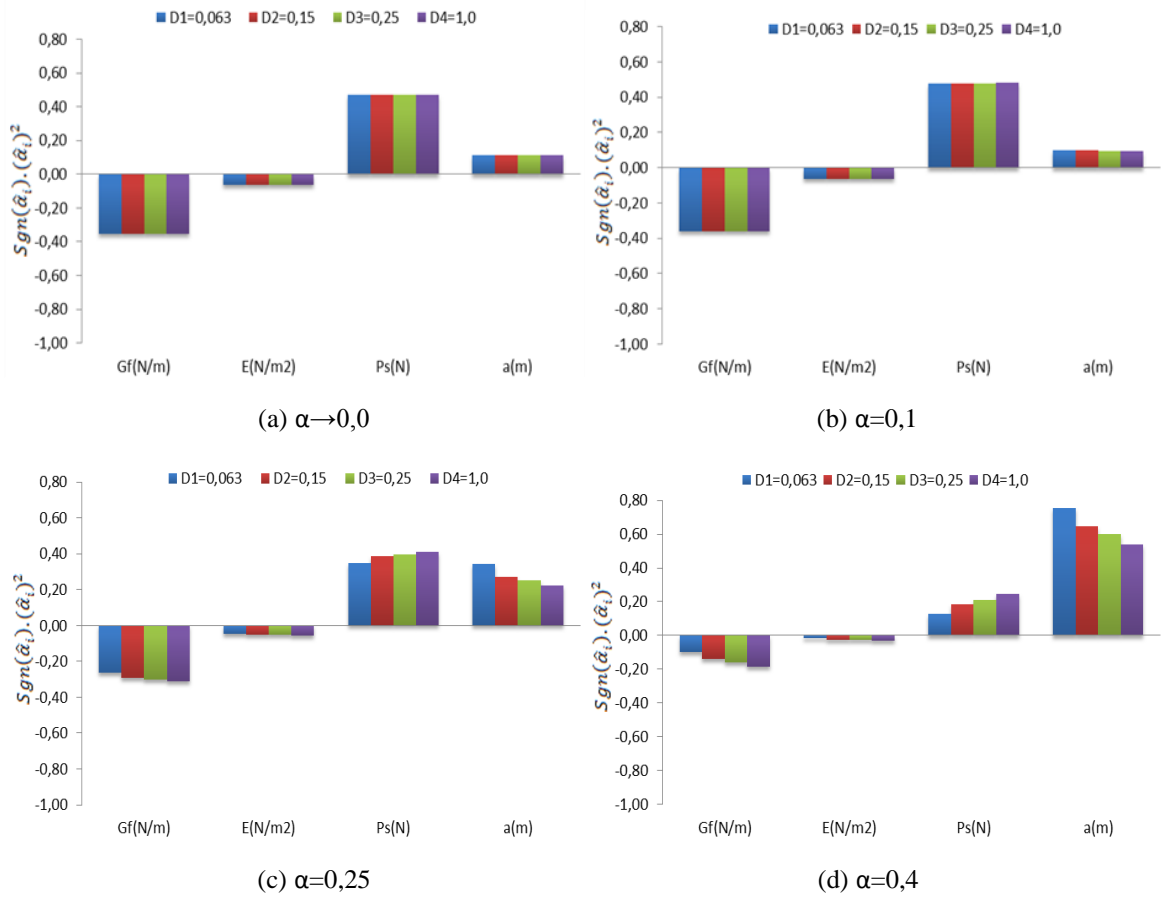 D1=0,063 D2=0,15 D3=0,25 D4=1,0
0,80
0,60
0,40
0,20
0,00
-0,20
-0,40
-0,60
-0,80
-1,00
Sgn(α̂ᵢ).(α̂ᵢ)²
Gf(N/m) E(N/m2) Ps(N) a(m)
(a) α→0,0
D1=0,063 D2=0,15 D3=0,25 D4=1,0
0,80
0,60
0,40
0,20
0,00
-0,20
-0,40
-0,60
-0,80
-1,00
Sgn(α̂ᵢ).(α̂ᵢ)²
Gf(N/m) E(N/m2) Ps(N) a(m)
(b) α=0,1
D1=0,063 D2=0,15 D3=0,25 D4=1,0
0,80
0,60
0,40
0,20
0,00
-0,20
-0,40
-0,60
-0,80
-1,00
Sgn(α̂ᵢ).(α̂ᵢ)²
Gf(N/m) E(N/m2) Ps(N) a(m)
(c) α=0,25
D1=0,063 D2=0,15 D3=0,25 D4=1,0
0,80
0,60
0,40
0,20
0,00
-0,20
-0,40
-0,60
-0,80
-1,00
Sgn(α̂ᵢ).(α̂ᵢ)²
Gf(N/m) E(N/m2) Ps(N) a(m)
(d) α=0,4